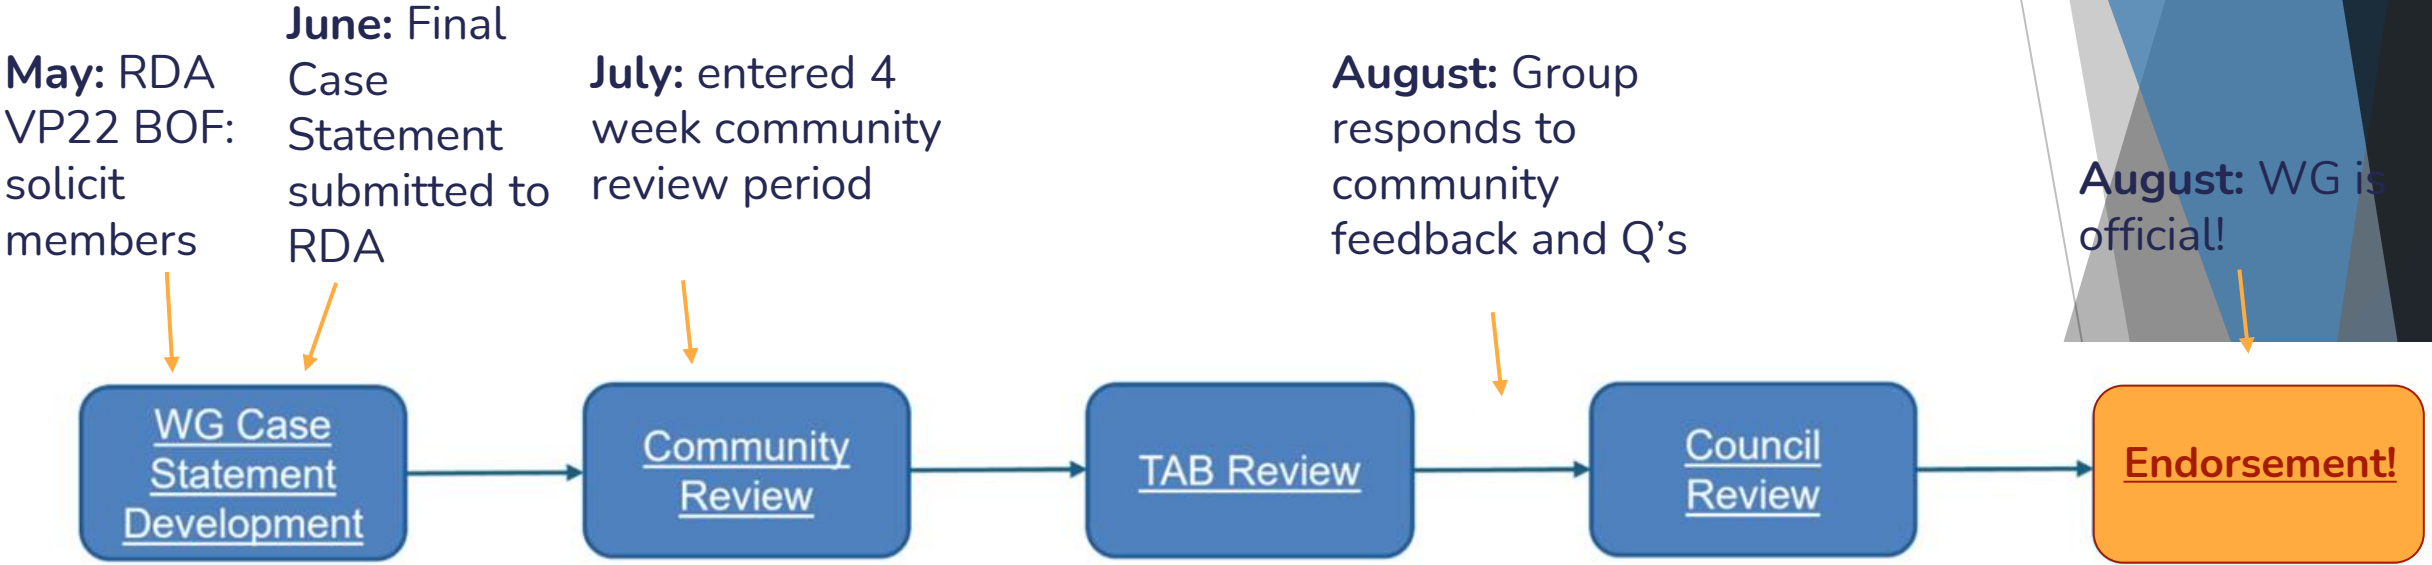 May: RDA
VP22 BOF:
solicit
members
June: Final
Case
Statement
submitted to
RDA
July: entered 4
week community
review period
August: Group
responds to
community
feedback and Q’s
August: WG is
official!
WG Case
Statement
Development
Community
Review
TAB Review
Council
Review
Endorsement!